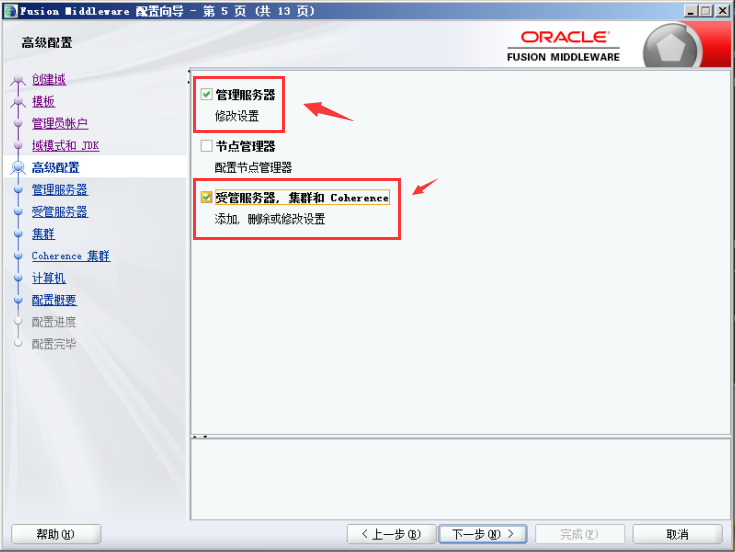 Fusion Middleware 配置向导 - 第 5 页 (共 13 页)
高级配置
ORACLE
FUSION MIDDLEWARE
创建域
模板
管理员帐户
域模式和 JDK
高级配置
管理服务器
受管服务器
集群
Coherence 集群
计算机
配置概要
配置进度
配置完毕
管理服务器
修改设置
节点管理器
配置节点管理器
受管服务器, 集群和 Coherence
添加, 删除或修改设置
帮助(H)
< 上一步(B)
下一步(N) >
完成(F)
取消